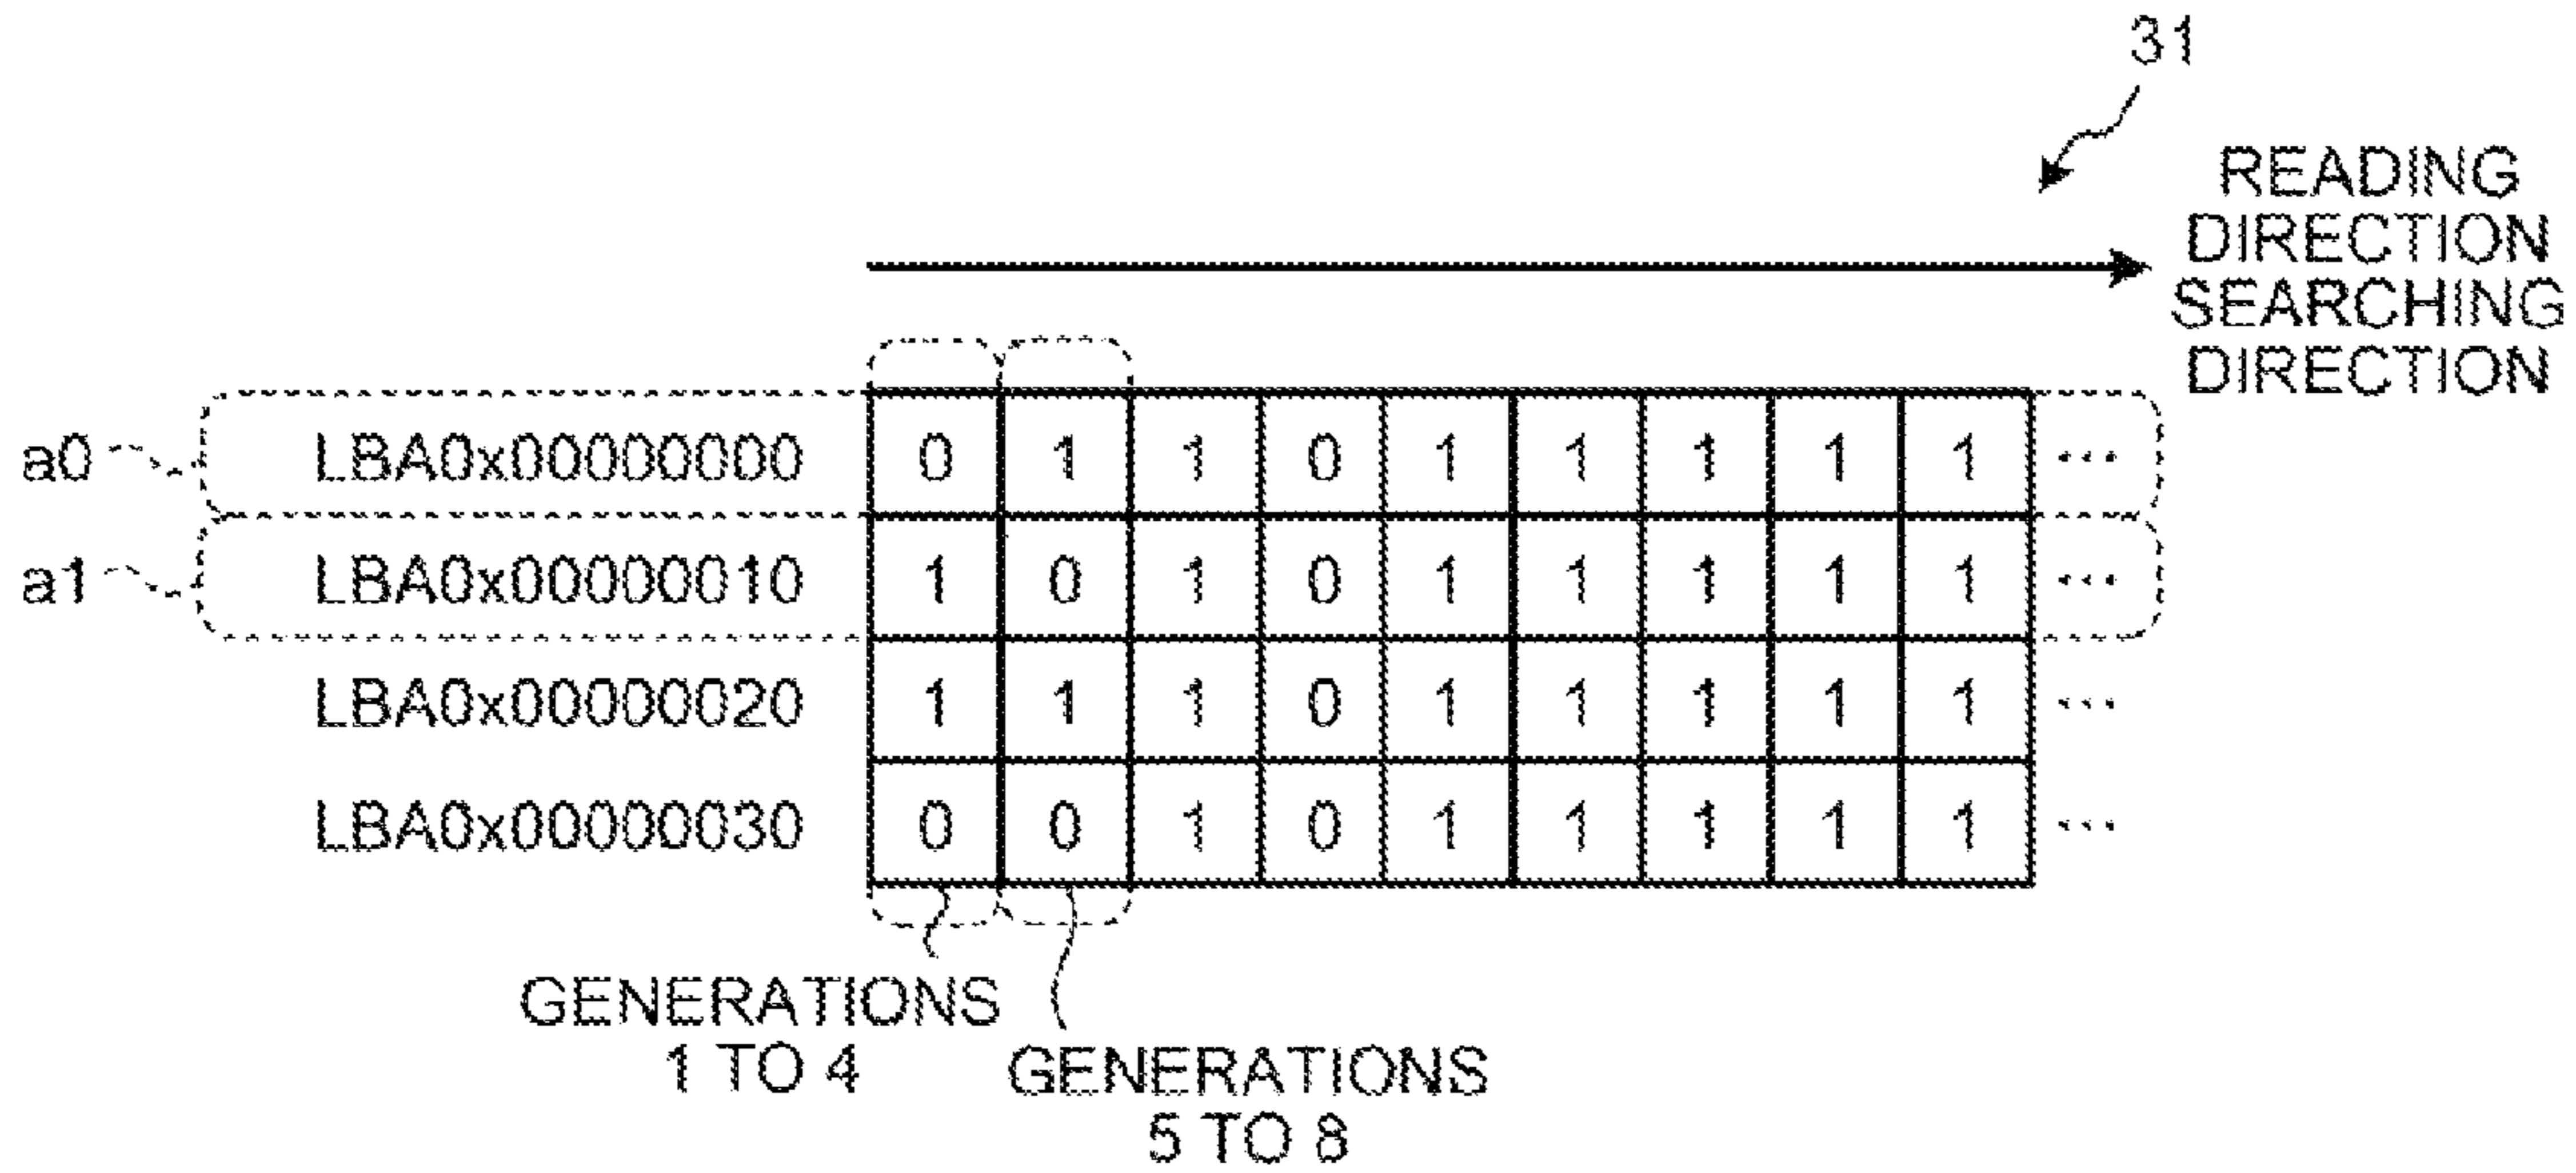 31
READING
DIRECTION
SEARCHING
DIRECTION
a0 LBA0x00000000 0 1 1 0 1 1 1 1 1 ...
a1 LBA0x00000010 1 0 1 0 1 1 1 1 1 ...
LBA0x00000020 1 1 1 0 1 1 1 1 1 ...
LBA0x00000030 0 0 1 0 1 1 1 1 1 ...
GENERATIONS
1 TO 4
GENERATIONS
5 TO 8